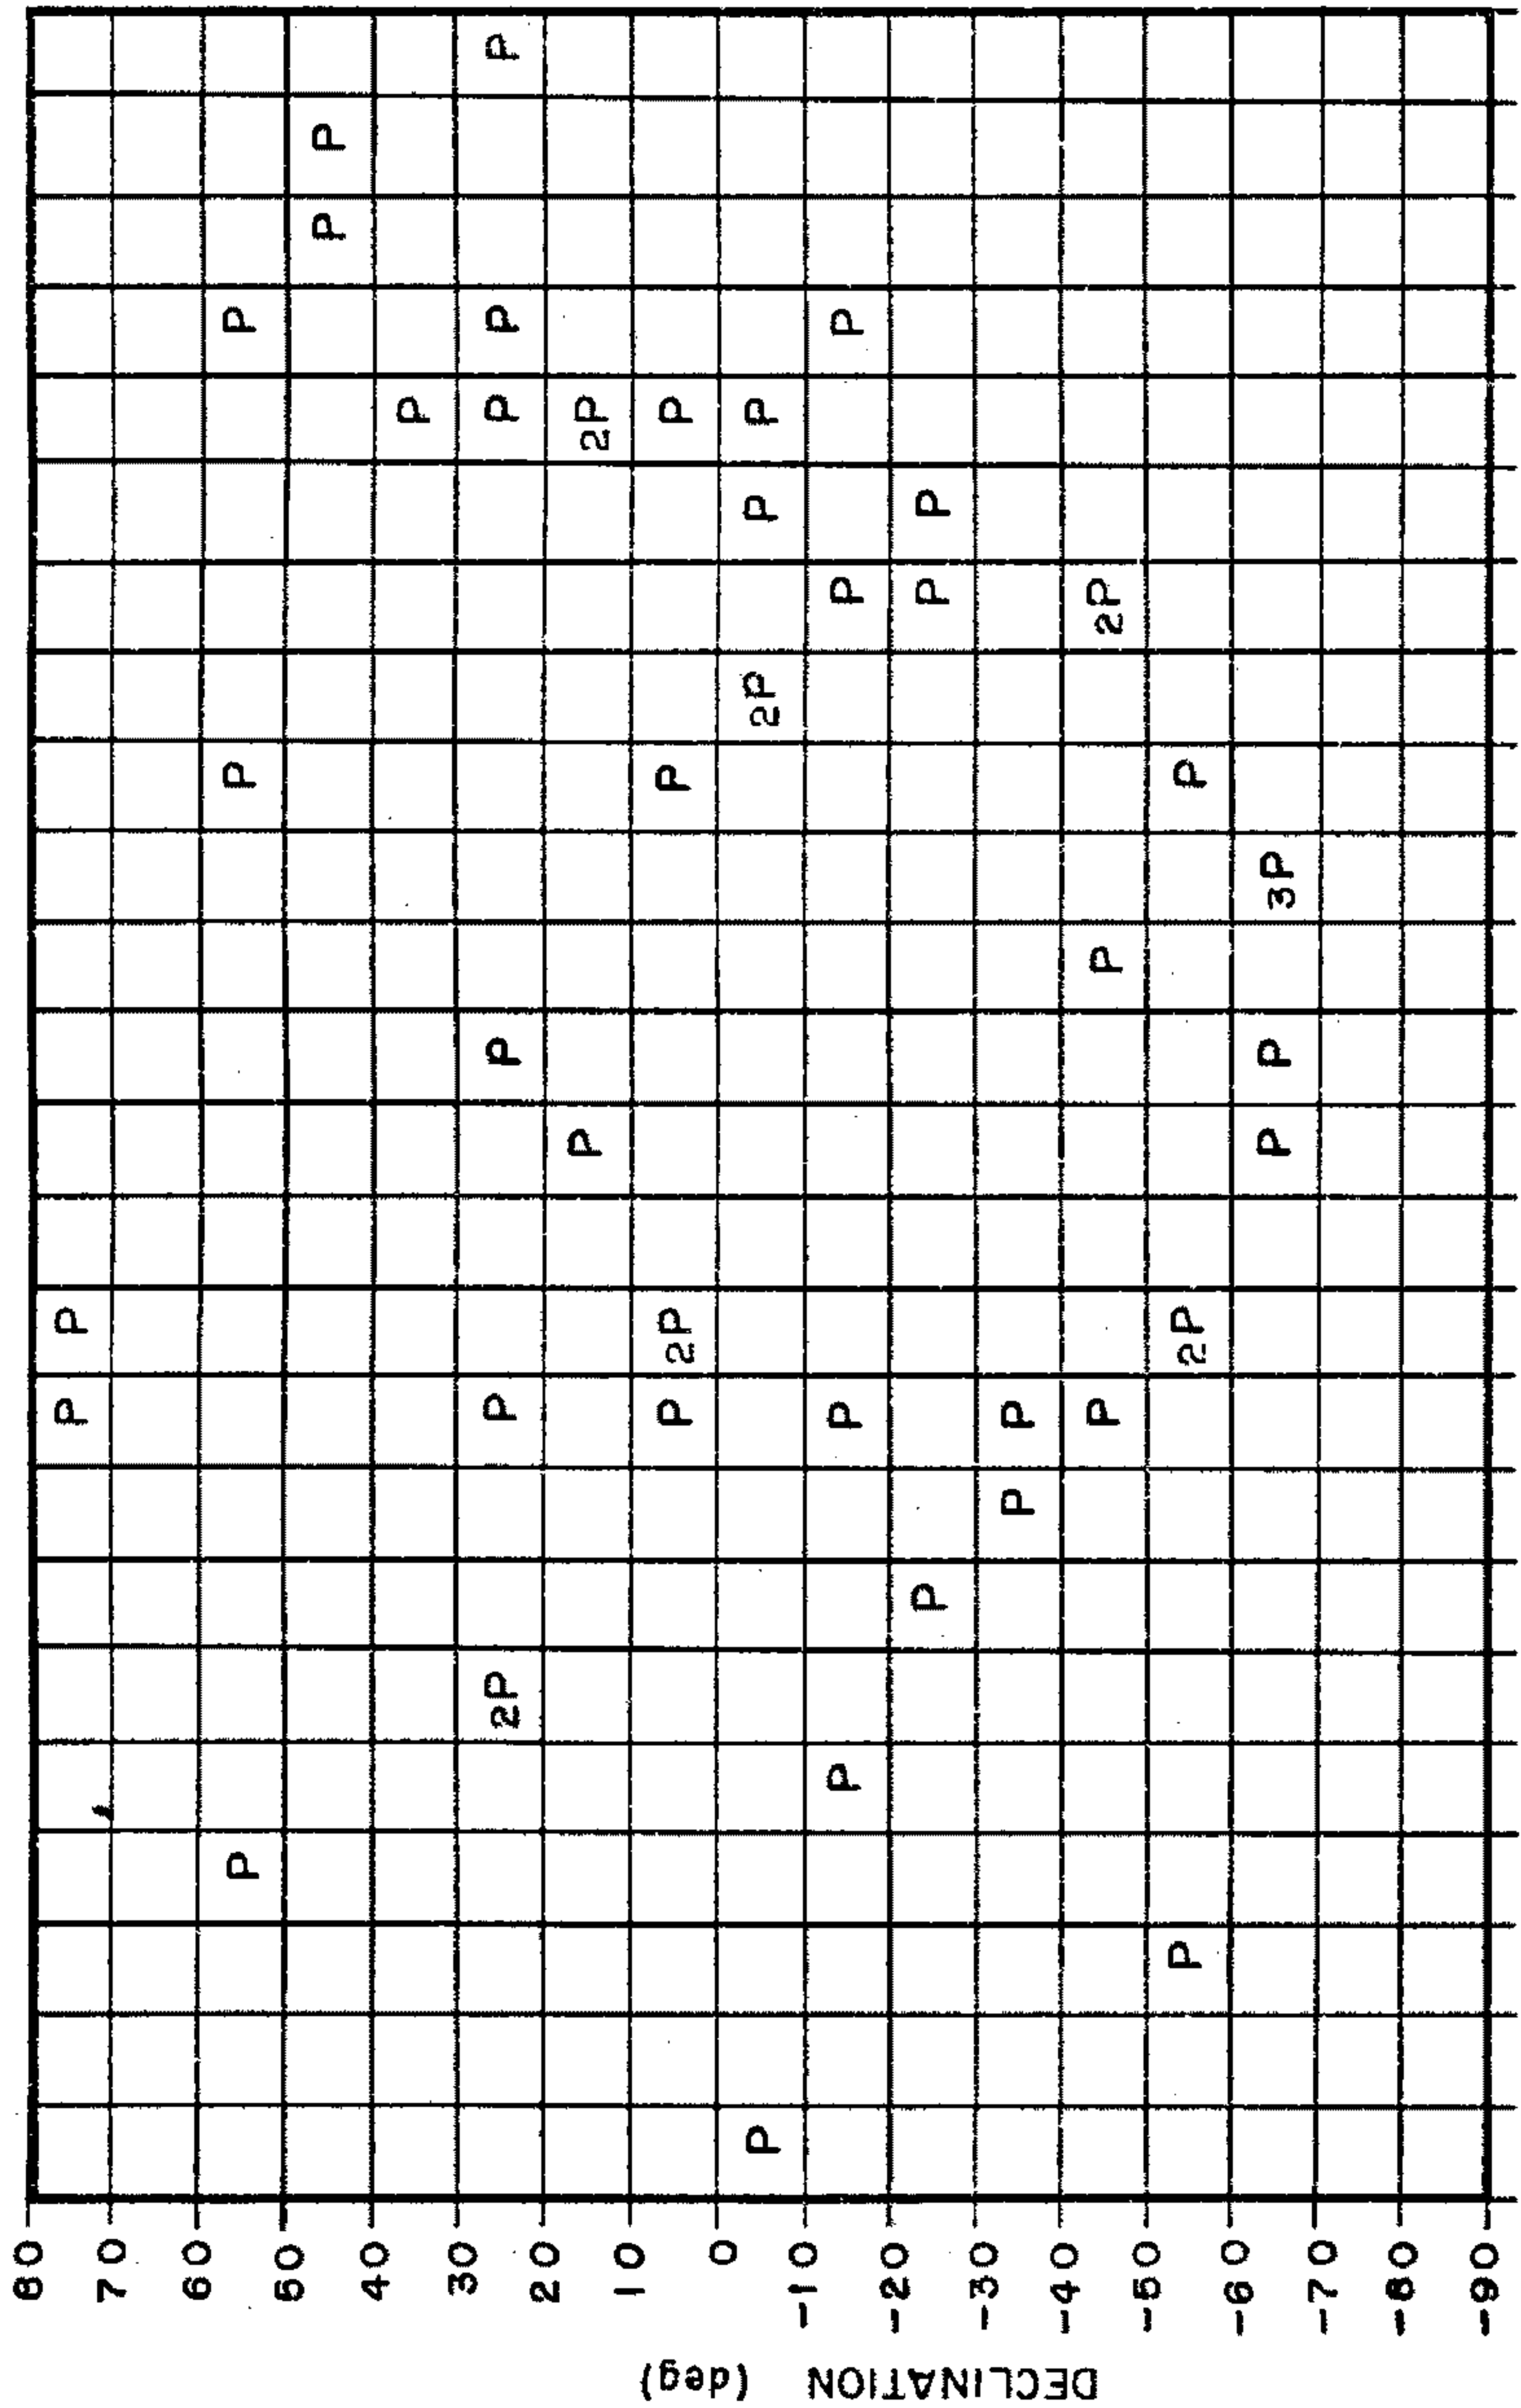 DECLINATION (deg)
80
P P
70
60
P P P
50
P P
40
P
30
2P P P P P P
20
P 2P
10
P 2P P P
0
P 2P P P
-10
P P P P
-20
P P P
-30
P P
-40
P P 2P
-50
P 2P P
-60
P P 3P
-70
-80
-90